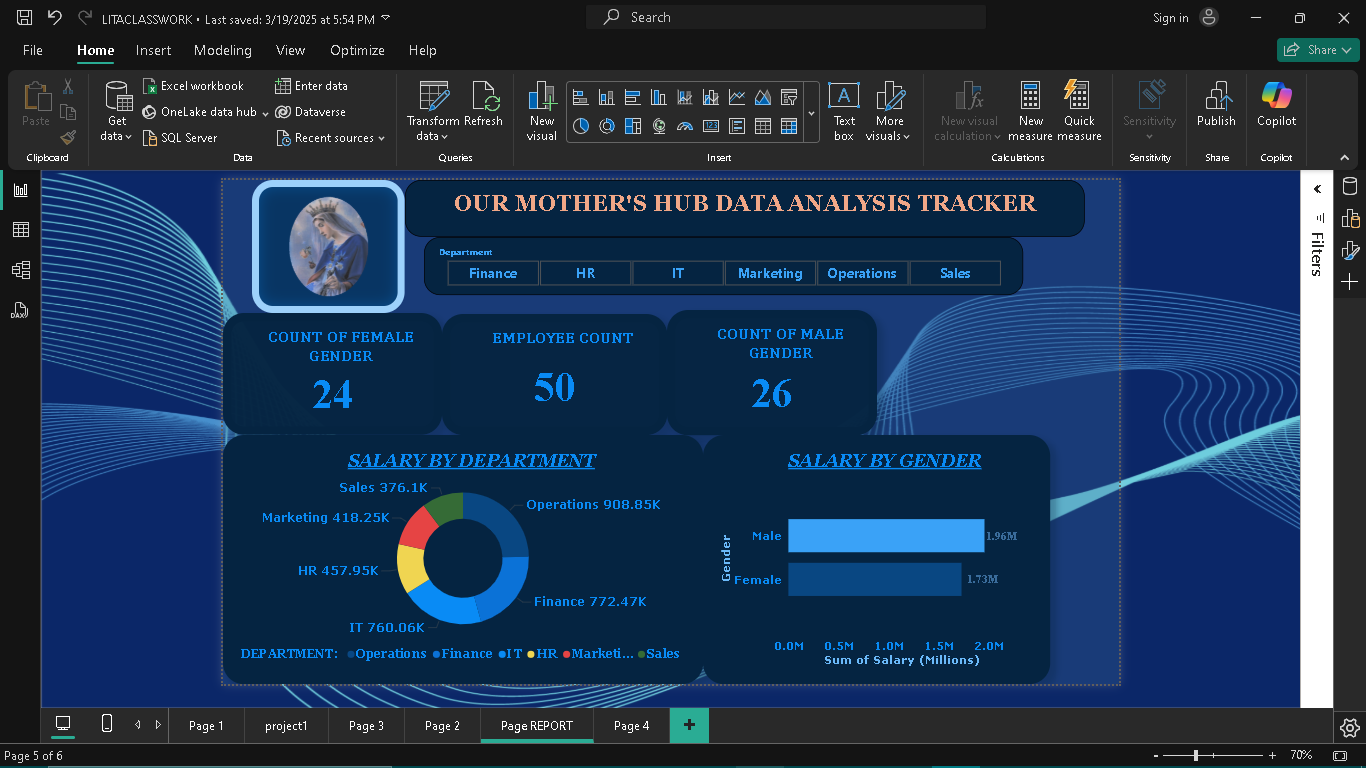 LITACLASSWORK • Last saved: 3/19/2025 at 5:54 PM
Search
Sign in
File Home Insert Modeling View Optimize Help
Share
Paste
Clipboard
Get data
Excel workbook
OneLake data hub
SQL Server
Enter data
Dataverse
Recent sources
Data
Transform data
Refresh
Queries
New visual
Text box
More visuals
Insert
New visual calculation
New measure
Quick measure
Calculations
Sensitivity
Sensitivity
Publish
Share
Copilot
Copilot
OUR MOTHER'S HUB DATA ANALYSIS TRACKER
Department
Finance HR IT Marketing Operations Sales
COUNT OF FEMALE GENDER
24
EMPLOYEE COUNT
50
COUNT OF MALE GENDER
26
SALARY BY DEPARTMENT
Sales 376.1K
Operations 908.85K
Marketing 418.25K
HR 457.95K
Finance 772.47K
IT 760.06K
DEPARTMENT: Operations Finance IT HR Marketi... Sales
SALARY BY GENDER
Gender
Male 1.96M
Female 1.73M
0.0M 0.5M 1.0M 1.5M 2.0M
Sum of Salary (Millions)
Filters
Page 1 project1 Page 3 Page 2 Page REPORT Page 4 +
Page 5 of 6
- + 70%